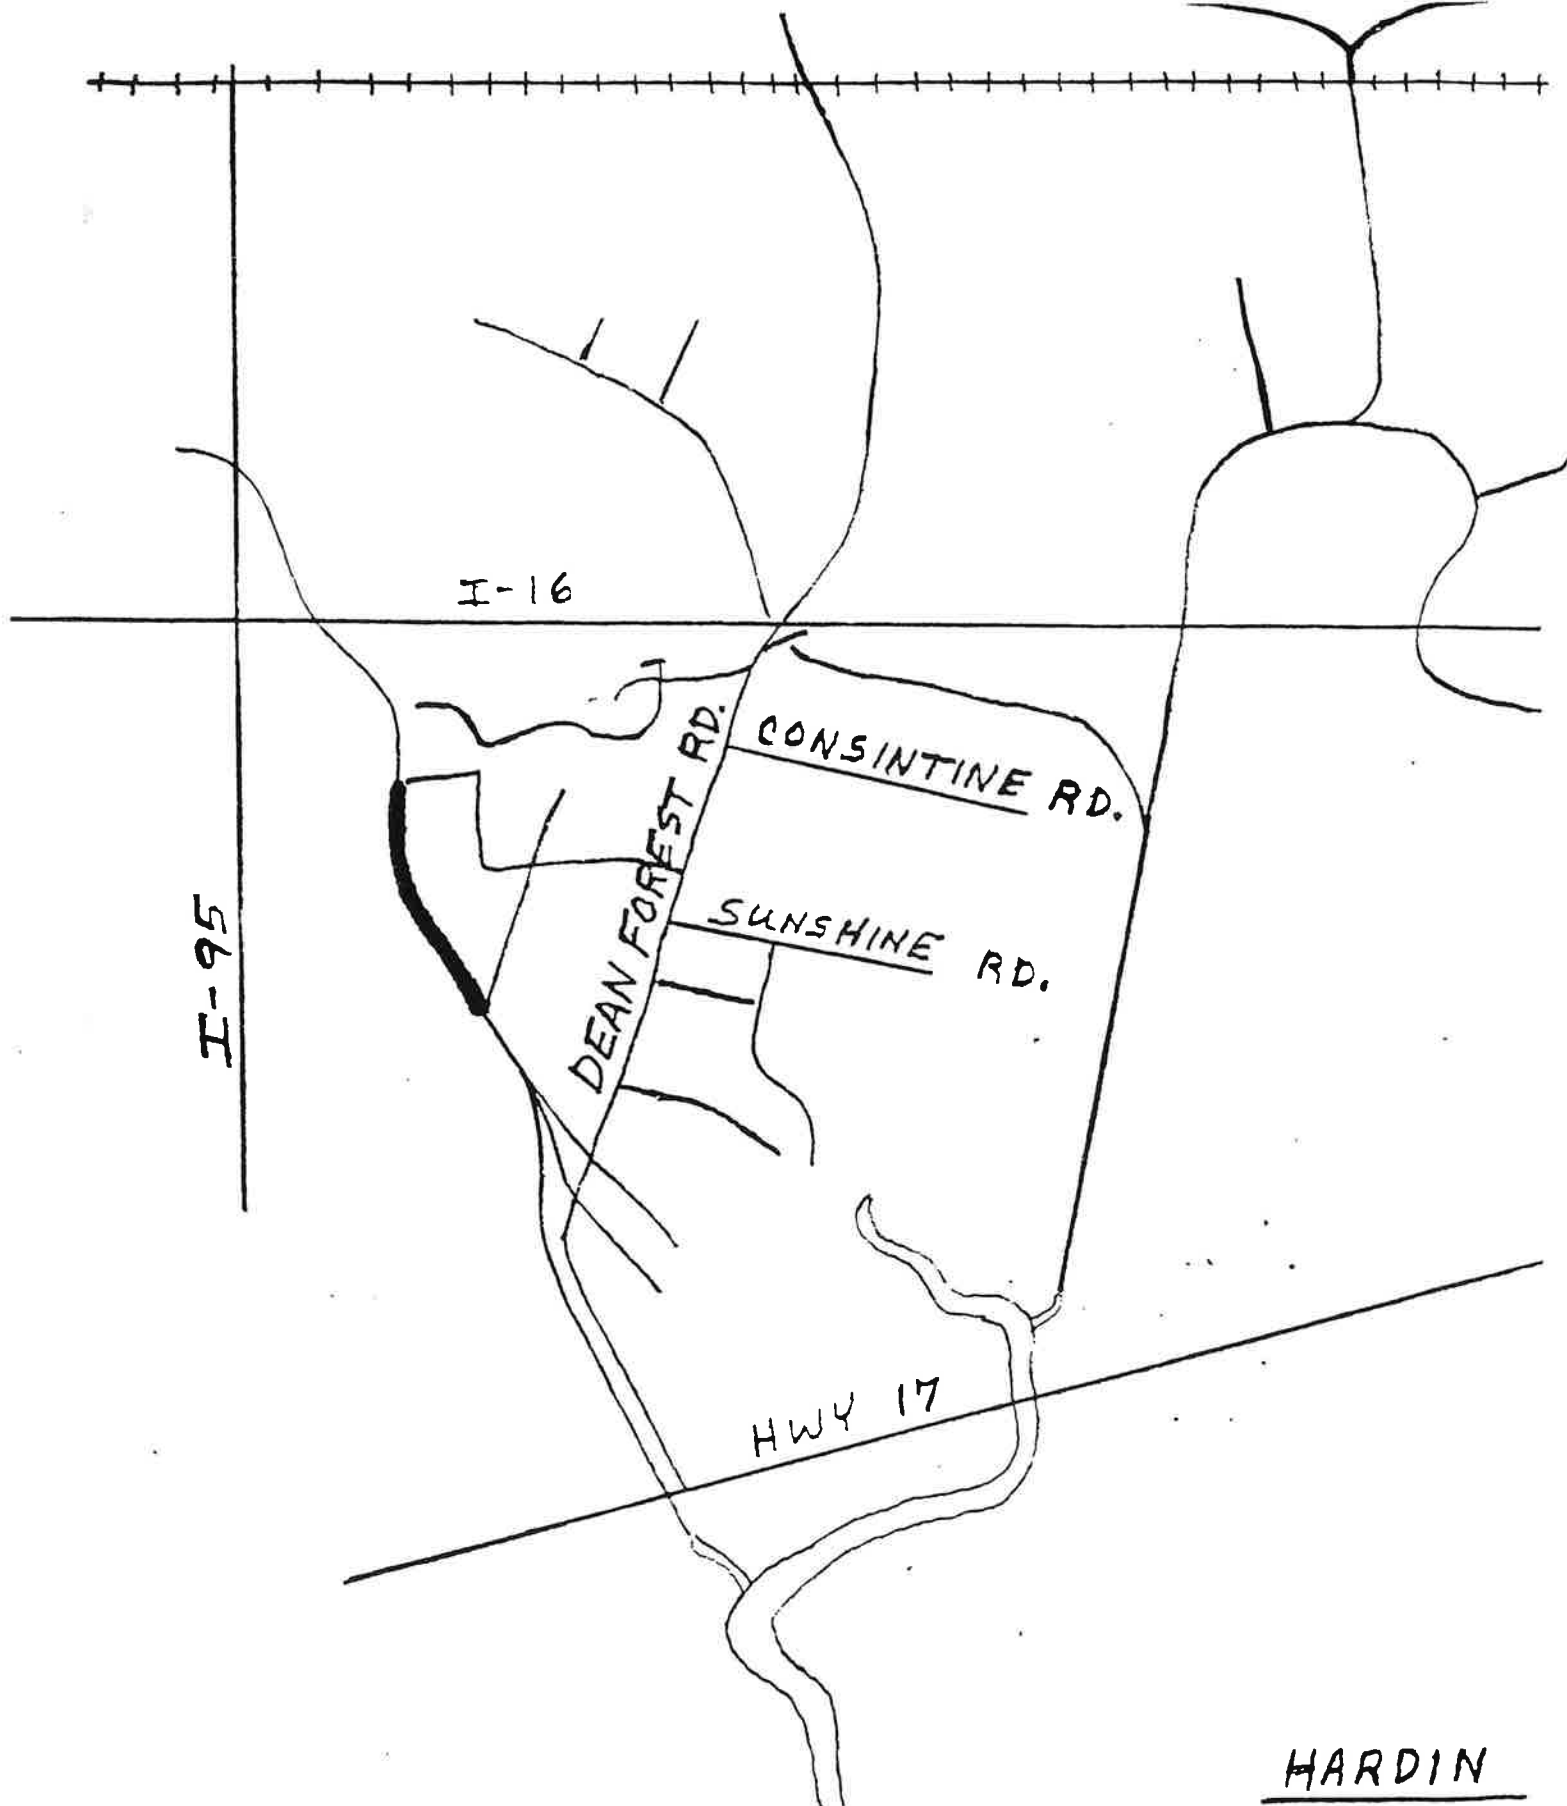 I-16
CONSINTINE RD.
DEAN FOREST RD.
SUNSHINE RD.
I-95
HWY 17
HARDIN